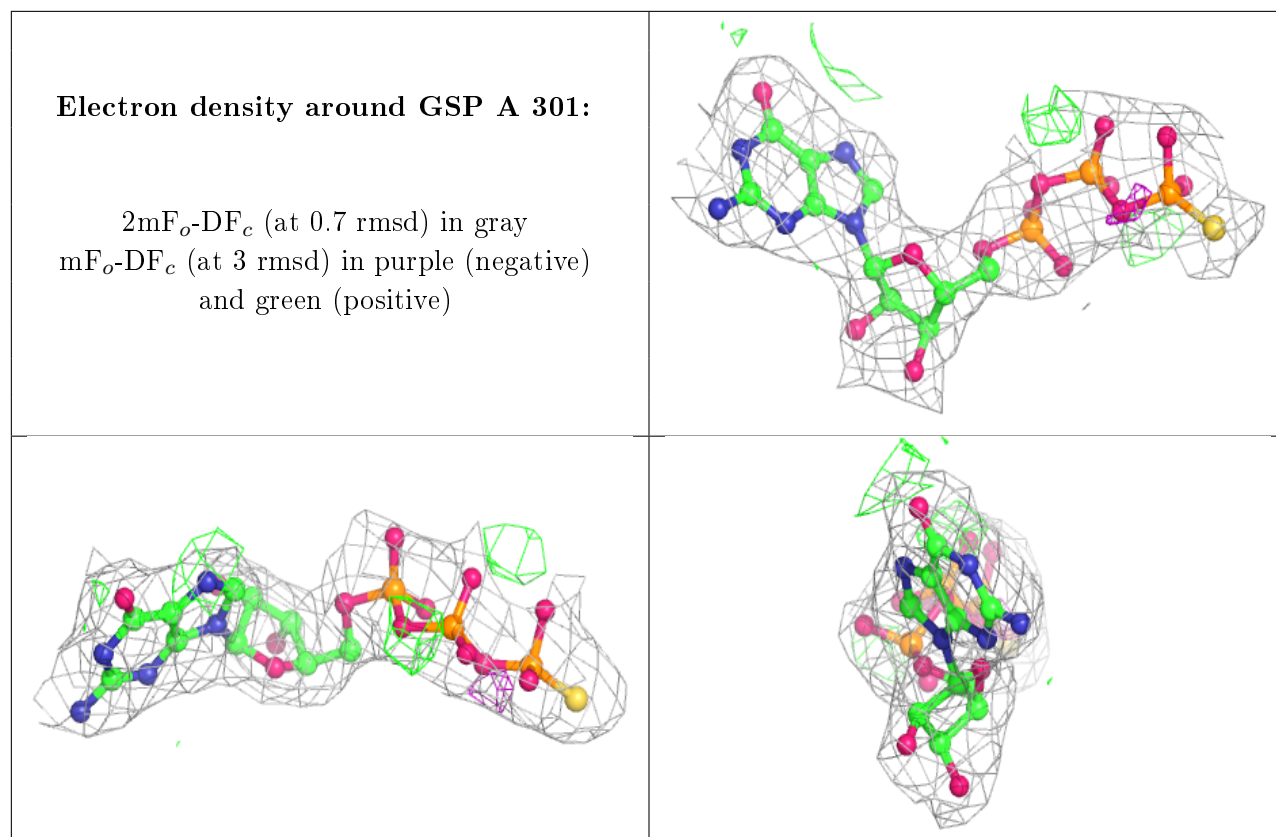 Electron density around GSP A 301:
2mFo-DFc (at 0.7 rmsd) in gray
mFo-DFc (at 3 rmsd) in purple (negative)
and green (positive)